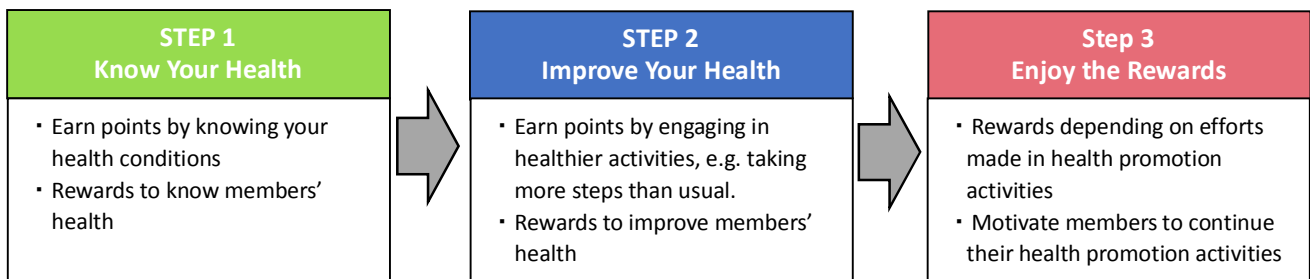 STEP 1
Know Your Health
・Earn points by knowing your
health conditions
・Rewards to know members’
health
STEP 2
Improve Your Health
・Earn points by engaging in
healthier activities, e.g. taking
more steps than usual.
・Rewards to improve members’
health
Step 3
Enjoy the Rewards
・Rewards depending on efforts
made in health promotion
activities
・Motivate members to continue
their health promotion activities